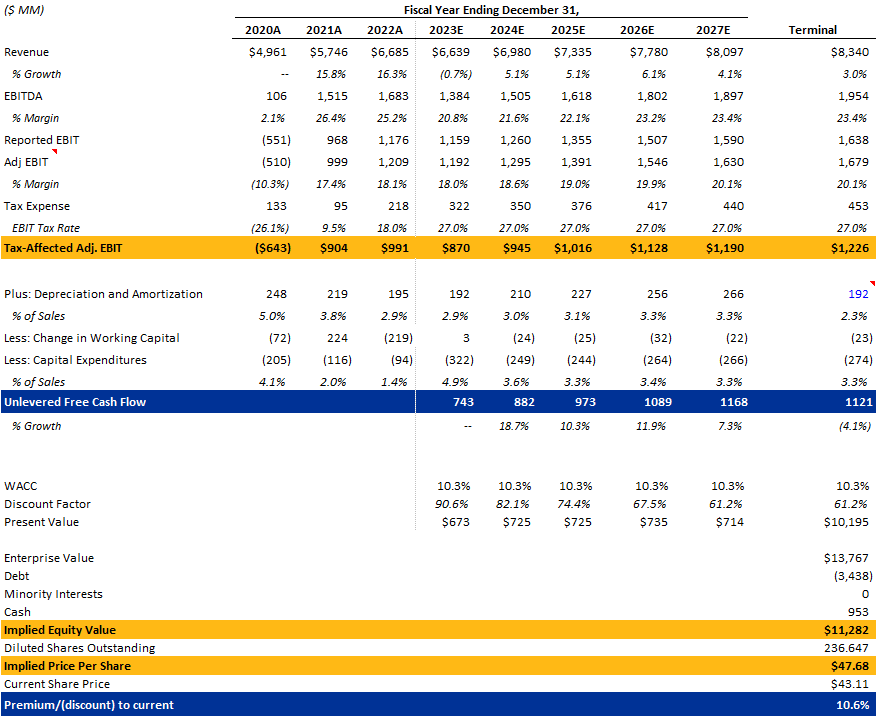 ($ MM) Fiscal Year Ending December 31,
2020A 2021A 2022A 2023E 2024E 2025E 2026E 2027E Terminal
Revenue $4,961 $5,746 $6,685 $6,639 $6,980 $7,335 $7,780 $8,097 $8,340
% Growth -- 15.8% 16.3% (0.7%) 5.1% 5.1% 6.1% 4.1% 3.0%
EBITDA 106 1,515 1,683 1,384 1,505 1,618 1,802 1,897 1,954
% Margin 2.1% 26.4% 25.2% 20.8% 21.6% 22.1% 23.2% 23.4% 23.4%
Reported EBIT (551) 968 1,176 1,159 1,260 1,355 1,507 1,590 1,638
Adj EBIT (510) 999 1,209 1,192 1,295 1,391 1,546 1,630 1,679
% Margin (10.3%) 17.4% 18.1% 18.0% 18.6% 19.0% 19.9% 20.1% 20.1%
Tax Expense 133 95 218 322 350 376 417 440 453
EBIT Tax Rate (26.1%) 9.5% 18.0% 27.0% 27.0% 27.0% 27.0% 27.0% 27.0%
Tax-Affected Adj. EBIT ($643) $904 $991 $870 $945 $1,016 $1,128 $1,190 $1,226
Plus: Depreciation and Amortization 248 219 195 192 210 227 256 266 192
% of Sales 5.0% 3.8% 2.9% 2.9% 3.0% 3.1% 3.3% 3.3% 2.3%
Less: Change in Working Capital (72) 224 (219) 3 (24) (25) (32) (22) (23)
Less: Capital Expenditures (205) (116) (94) (322) (249) (244) (264) (266) (274)
% of Sales 4.1% 2.0% 1.4% 4.9% 3.6% 3.3% 3.4% 3.3% 3.3%
Unlevered Free Cash Flow 743 882 973 1089 1168 1121
% Growth -- 18.7% 10.3% 11.9% 7.3% (4.1%)
WACC 10.3% 10.3% 10.3% 10.3% 10.3% 10.3%
Discount Factor 90.6% 82.1% 74.4% 67.5% 61.2% 61.2%
Present Value $673 $725 $725 $735 $714 $10,195
Enterprise Value $13,767
Debt (3,438)
Minority Interests 0
Cash 953
Implied Equity Value $11,282
Diluted Shares Outstanding 236.647
Implied Price Per Share $47.68
Current Share Price $43.11
Premium/(discount) to current 10.6%